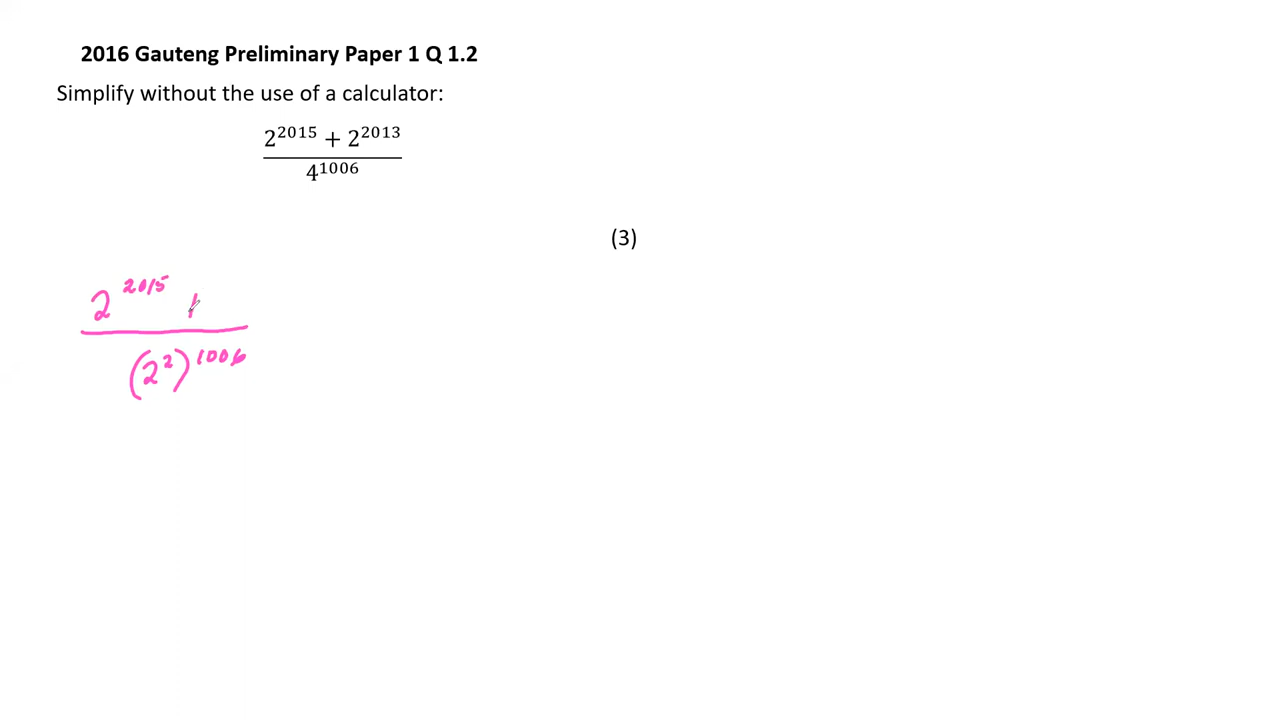 2016 Gauteng Preliminary Paper 1 Q 1.2
Simplify without the use of a calculator:
2^2015 + 2^2013
4^1006
(3)
2^2015 +
(2^2)^1006